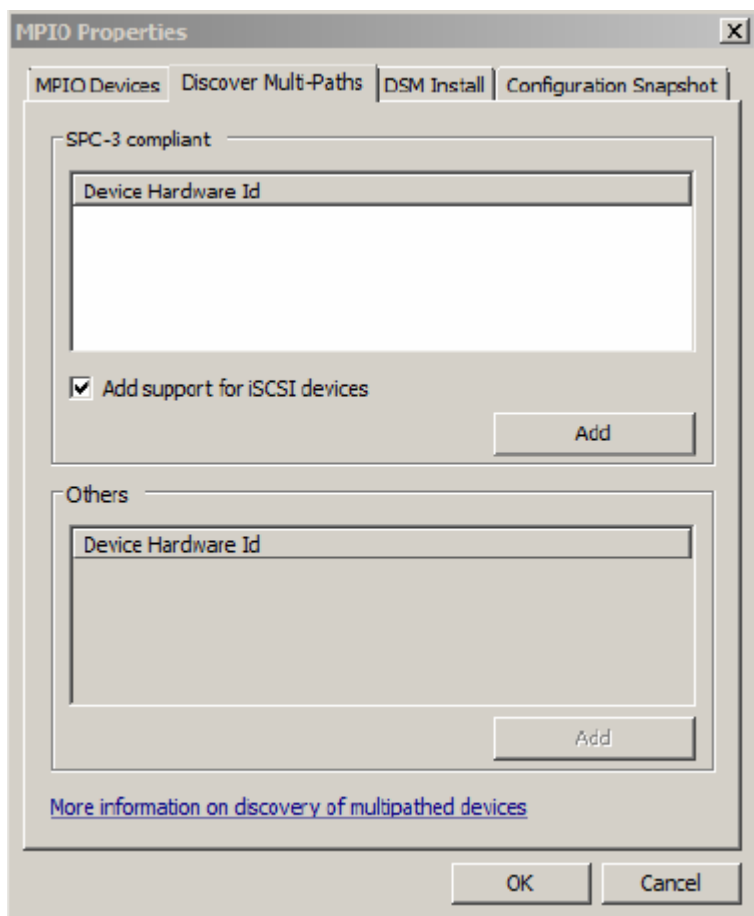 MPIO Properties
MPIO Devices Discover Multi-Paths DSM Install Configuration Snapshot
SPC-3 compliant
Device Hardware Id
Add support for iSCSI devices
Add
Others
Device Hardware Id
Add
More information on discovery of multipathed devices
OK Cancel